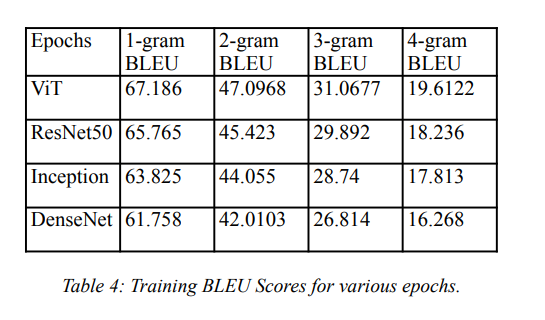 Epochs 1-gram BLEU 2-gram BLEU 3-gram BLEU 4-gram BLEU
ViT 67.186 47.0968 31.0677 19.6122
ResNet50 65.765 45.423 29.892 18.236
Inception 63.825 44.055 28.74 17.813
DenseNet 61.758 42.0103 26.814 16.268
Table 4: Training BLEU Scores for various epochs.